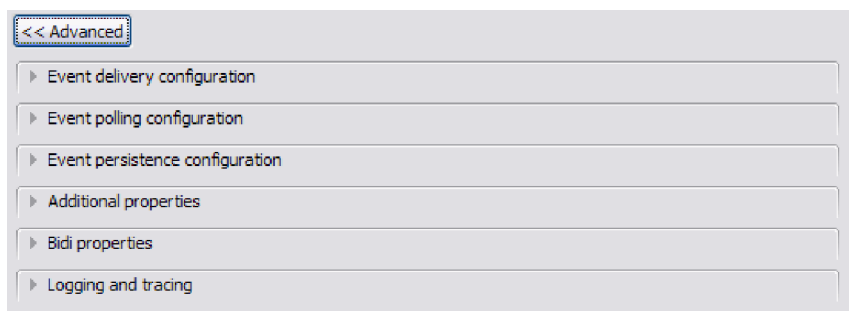 << Advanced
Event delivery configuration
Event polling configuration
Event persistence configuration
Additional properties
Bidi properties
Logging and tracing